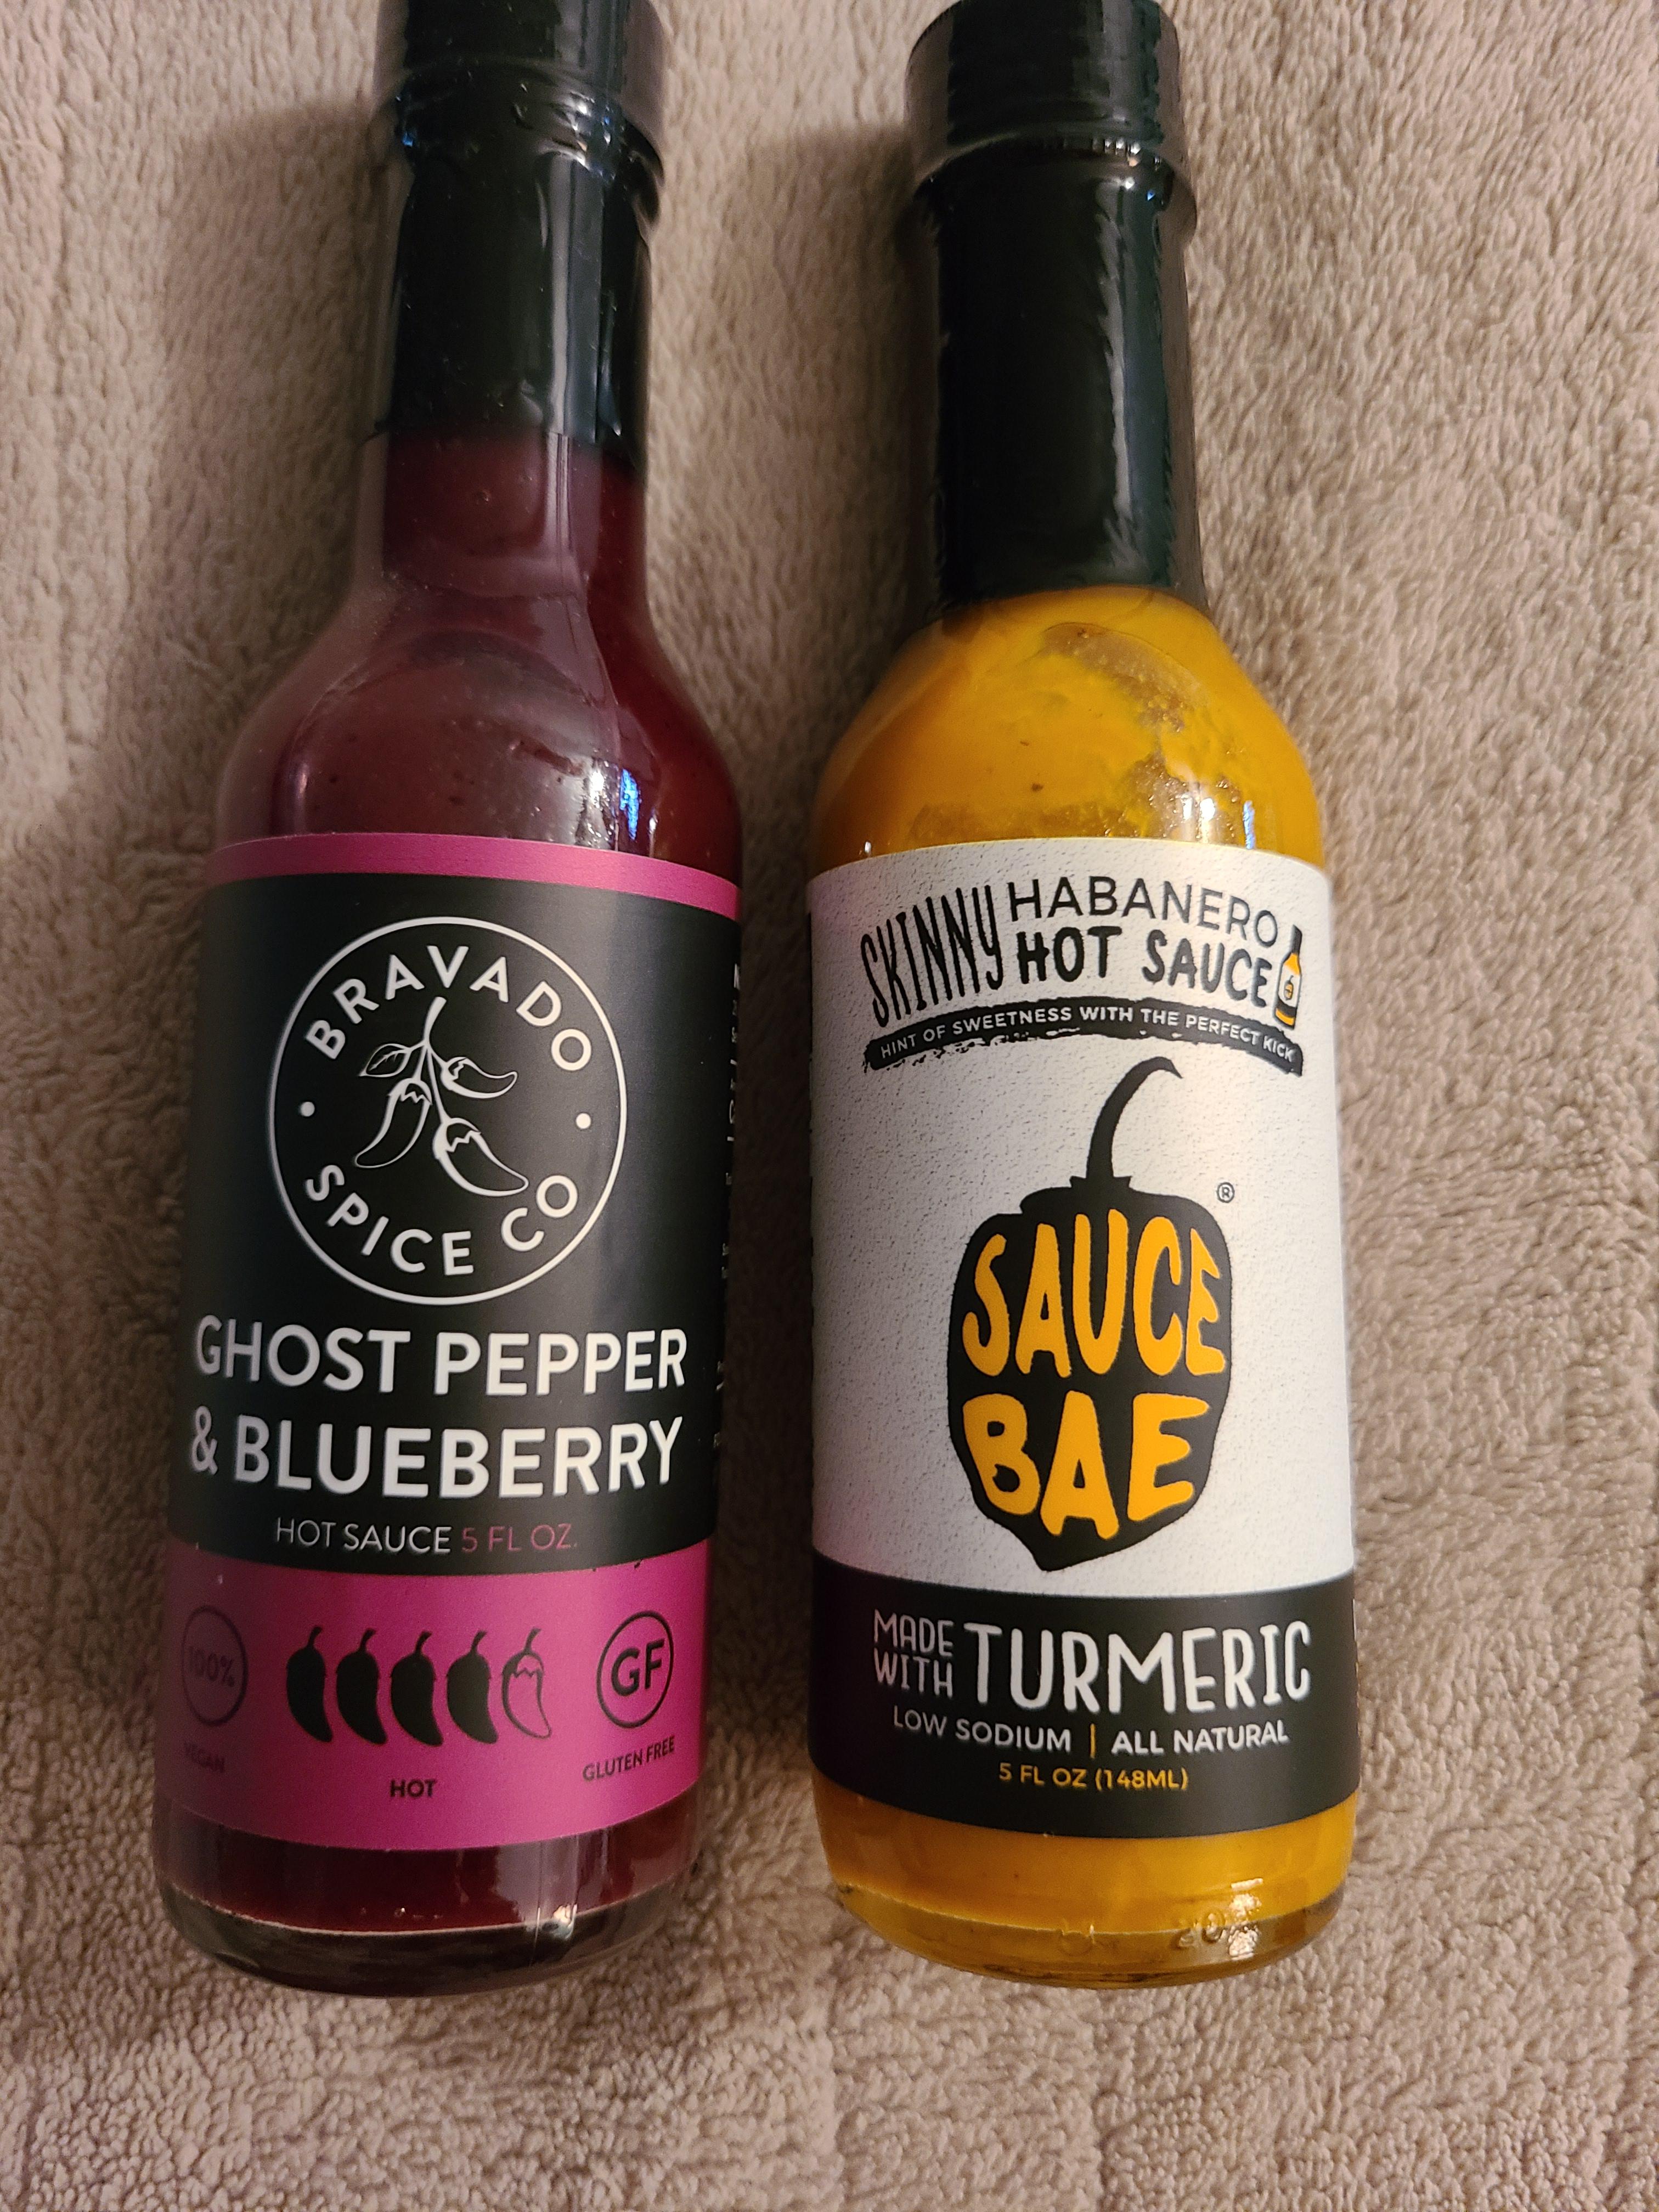 BRAVADO
SPICE CO
GHOST PEPPER
& BLUEBERRY
HOT SAUCE 5 FL OZ.
100%
VEGAN
HOT
GF
GLUTEN FREE
SKINNY HABANERO
HOT SAUCE
HINT OF SWEETNESS WITH THE PERFECT KICK
®
SAUCE
BAE
MADE
WITH TURMERIC
LOW SODIUM | ALL NATURAL
5 FL OZ (148ML)